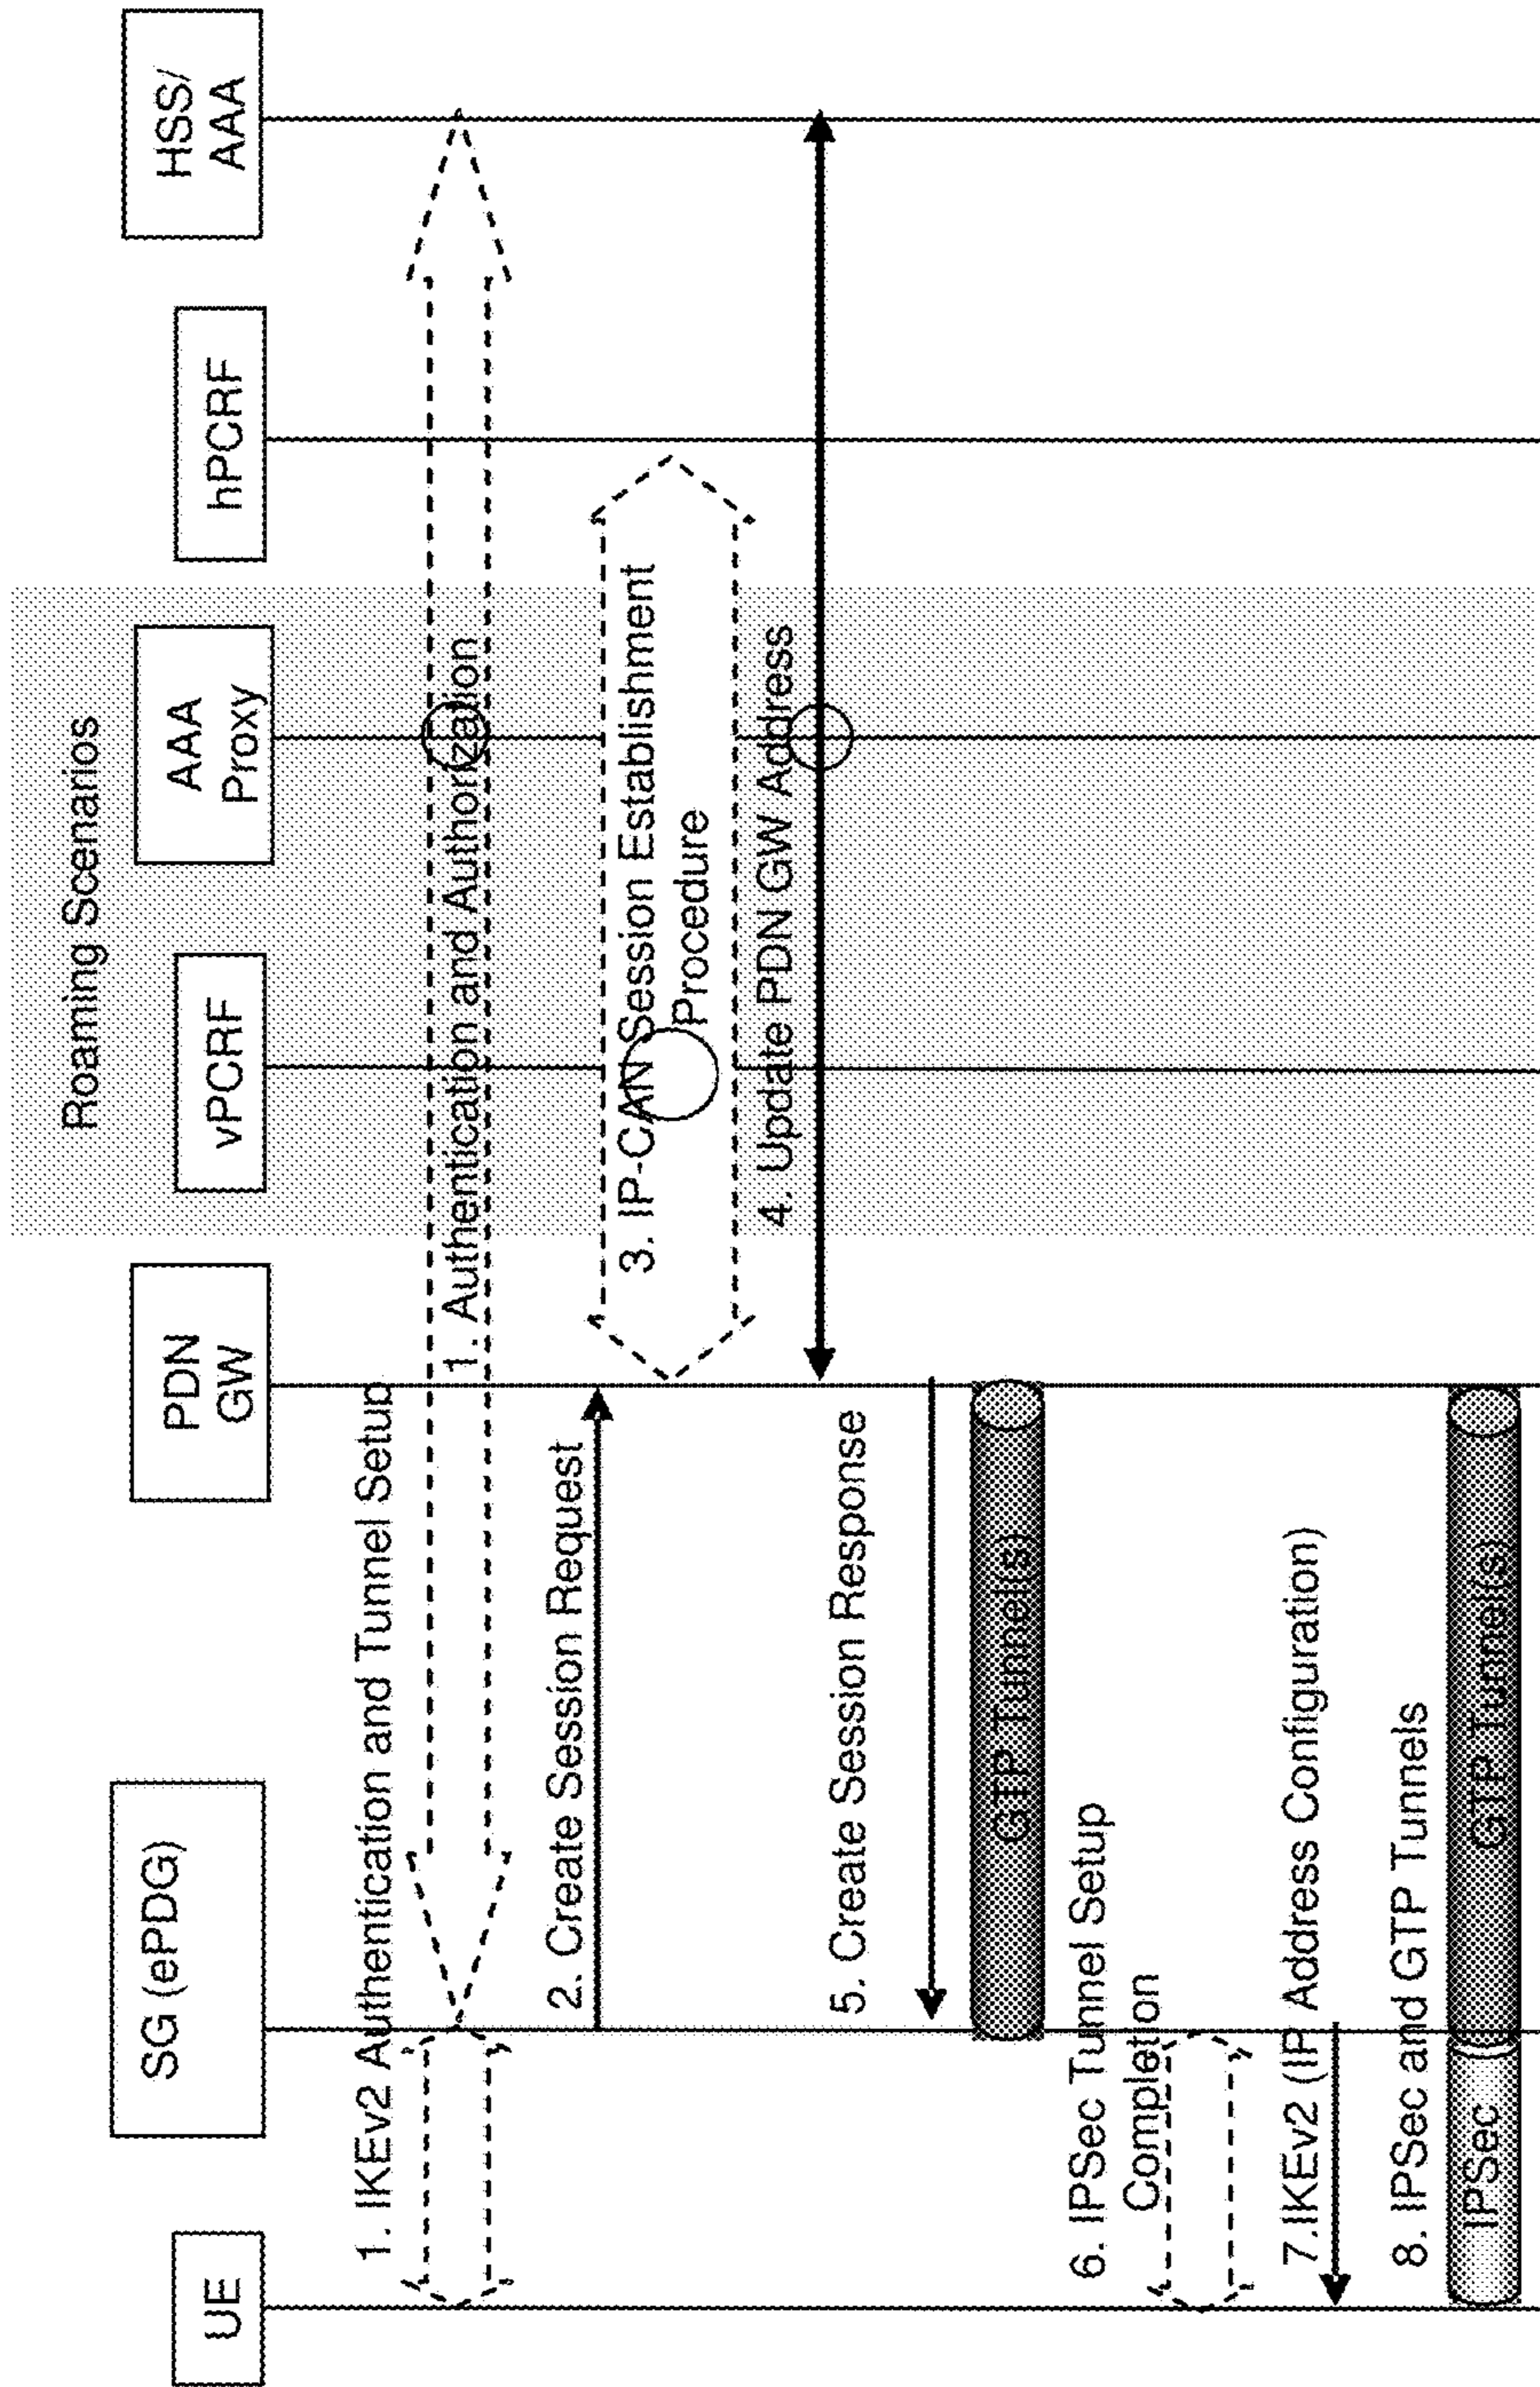 Roaming Scenarios
UE
SG (ePDG)
PDN
GW
vPCRF
AAA
Proxy
hPCRF
HSS/
AAA
1. IKEv2 Authentication and Tunnel Setup
1. Authentication and Authorization
2. Create Session Request
3. IP-CAN Session Establishment
Procedure
4. Update PDN GW Address
5. Create Session Response
GTP Tunnel(s)
6. IPSec Tunnel Setup
Completion
7.IKEv2 (IP Address Configuration)
8. IPSec and GTP Tunnels
IPSec
GTP Tunnel(s)